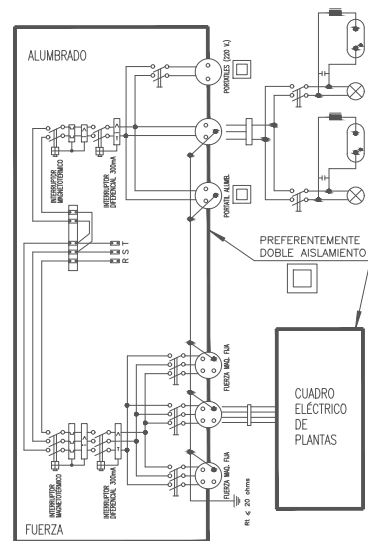 ALUMBRADO
PORTATILES (220 V.)
INTERRUPTOR
MAGNETOTERMICO
INTERRUPTOR
DIFERENCIAL 300mA
PORTATIL ALUMB.
R S T
PREFERENTEMENTE
DOBLE AISLAMIENTO
FUERZA MAQ. FIJA
CUADRO
ELÉCTRICO
DE
PLANTAS
INTERRUPTOR
MAGNETOTERMICO
INTERRUPTOR
DIFERENCIAL 300mA
FUERZA MAQ. FIJA
Rt ≤ 20 ohms
FUERZA